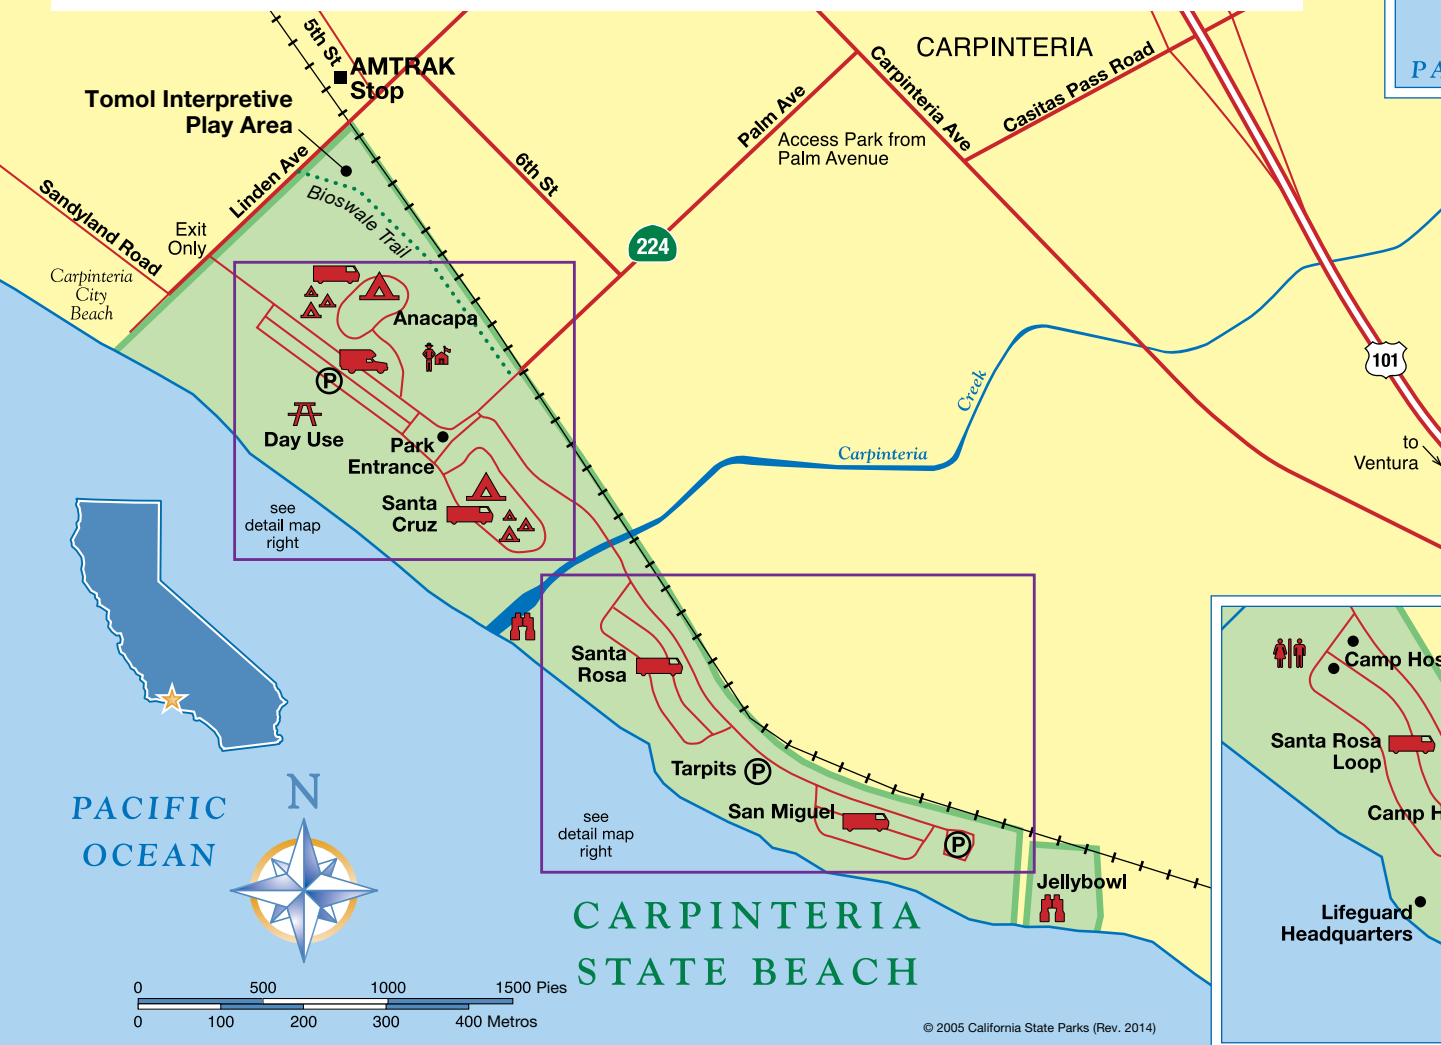 5th St
AMTRAK
Stop
Tomol Interpretive
Play Area
CARPINTERIA
Carpinteria Ave
Casitas Pass Road
Palm Ave
Access Park from
Palm Avenue
PA
6th St
Linden Ave
Sandyland Road
Exit
Only
Bioswale Trail
224
Carpinteria
City
Beach
Anacapa
101
P
Day Use
Park
Entrance
Creek
Carpinteria
to
Ventura
Santa
Cruz
see
detail map
right
Santa
Rosa
Tarpits P
San Miguel
P
see
detail map
right
Jellybowl
Camp Hos
Santa Rosa
Loop
Camp H
Lifeguard
Headquarters
N
PACIFIC
OCEAN
CARPINTERIA
STATE BEACH
0 500 1000 1500 Pies
0 100 200 300 400 Metros
© 2005 California State Parks (Rev. 2014)